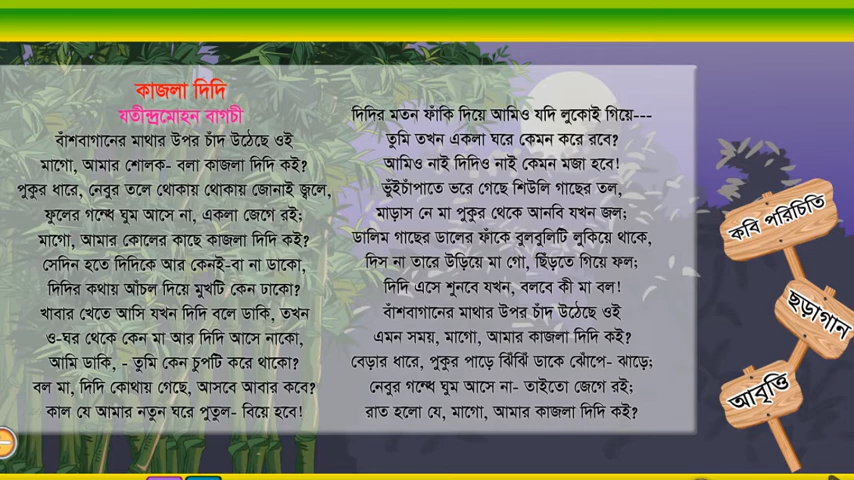 কাজলা দিদি
যতীন্দ্রমোহন বাগচী
বাঁশবাগানের মাথার উপর চাঁদ উঠেছে ওই
মাগো, আমার শোলক- বলা কাজলা দিদি কই?
পুকুর ধারে, নেবুর তলে থোকায় থোকায় জোনাই জ্বলে,
ফুলের গন্ধে ঘুম আসে না, একলা জেগে রই;
মাগো, আমার কোলের কাছে কাজলা দিদি কই?
সেদিন হতে দিদিকে আর কেনই-বা না ডাকো,
দিদির কথায় আঁচল দিয়ে মুখটি কেন ঢাকো?
খাবার খেতে আসি যখন দিদি বলে ডাকি, তখন
ও-ঘর থেকে কেন মা আর দিদি আসে নাকো,
আমি ডাকি, - তুমি কেন চুপটি করে থাকো?
বল মা, দিদি কোথায় গেছে, আসবে আবার কবে?
কাল যে আমার নতুন ঘরে পুতুল- বিয়ে হবে!
দিদির মতন ফাঁকি দিয়ে আমিও যদি লুকোই গিয়ে---
তুমি তখন একলা ঘরে কেমন করে রবে?
আমিও নাই দিদিও নাই কেমন মজা হবে!
ভুঁইচাঁপাতে ভরে গেছে শিউলি গাছের তল,
মাড়াস নে মা পুকুর থেকে আনবি যখন জল;
ডালিম গাছের ডালের ফাঁকে বুলবুলিটি লুকিয়ে থাকে,
দিস না তারে উড়িয়ে মা গো, ছিঁড়তে গিয়ে ফল;
দিদি এসে শুনবে যখন, বলবে কী মা বল!
বাঁশবাগানের মাথার উপর চাঁদ উঠেছে ওই
এমন সময়, মাগো, আমার কাজলা দিদি কই?
বেড়ার ধারে, পুকুর পাড়ে ঝিঁঝিঁ ডাকে ঝোঁপে- ঝাড়ে;
নেবুর গন্ধে ঘুম আসে না- তাইতো জেগে রই;
রাত হলো যে, মাগো, আমার কাজলা দিদি কই?
কবি পরিচিতি
ছড়াগান
আবৃত্তি